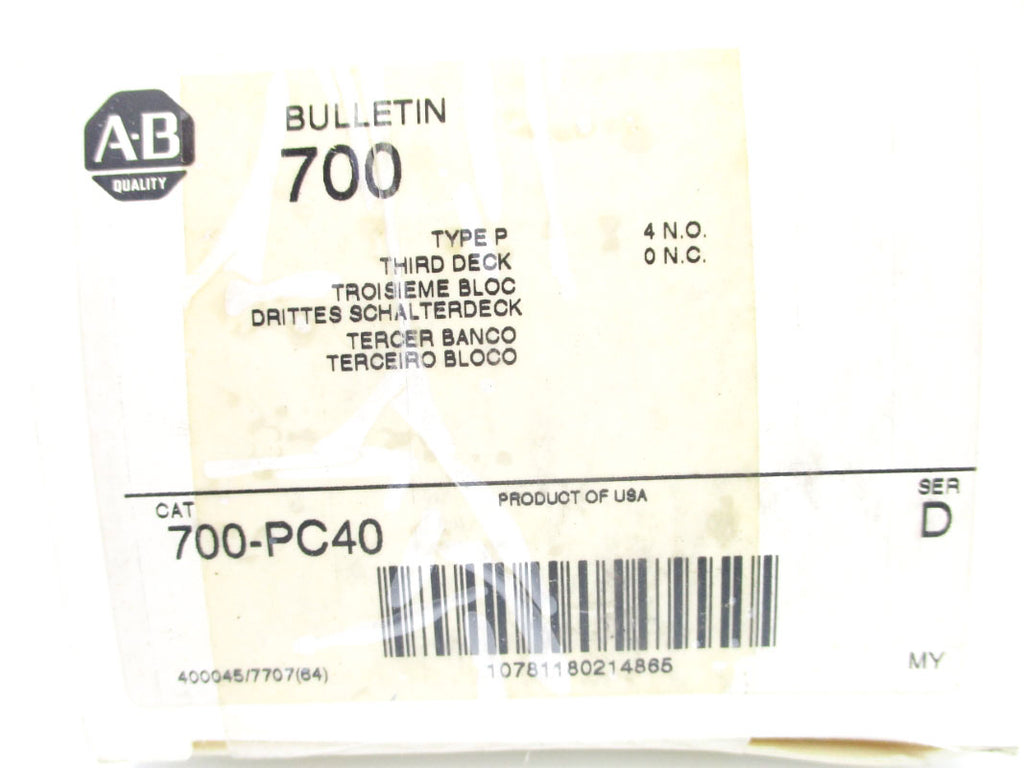 A-B
QUALITY
BULLETIN
700
TYPE P
THIRD DECK
TROISIEME BLOC
DRITTES SCHALTERDECK
TERCER BANCO
TERCEIRO BLOCO
4 N.O.
0 N.C.
CAT
700-PC40
PRODUCT OF USA
SER
D
400045/7707(64)
10781180214865
MY